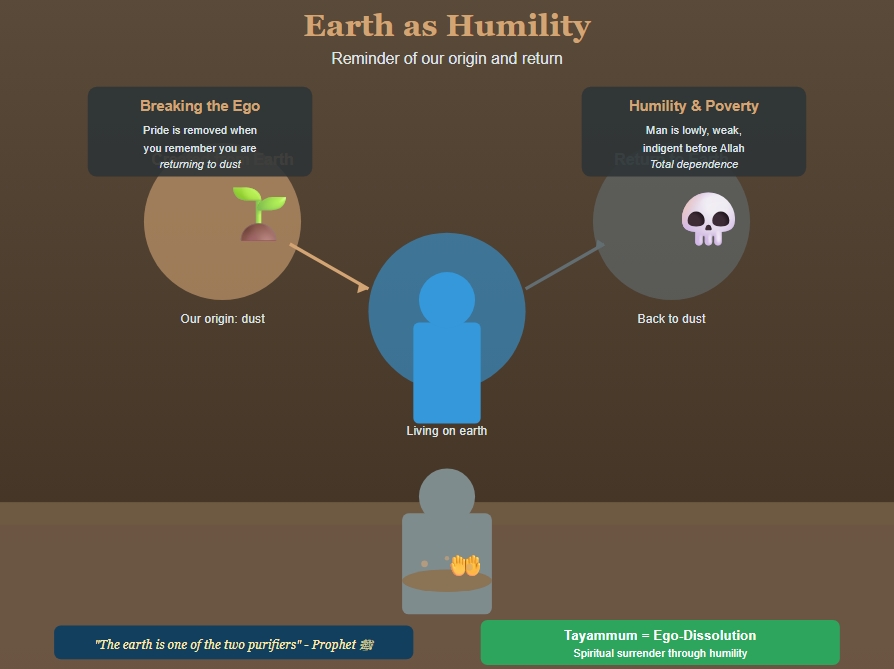 Earth as Humility
Reminder of our origin and return
Breaking the Ego
Pride is removed when
you remember you are
returning to dust
Humility & Poverty
Man is lowly, weak,
indigent before Allah
Total dependence
Our origin: dust
Back to dust
Living on earth
"The earth is one of the two purifiers" - Prophet ﷺ
Tayammum = Ego-Dissolution
Spiritual surrender through humility